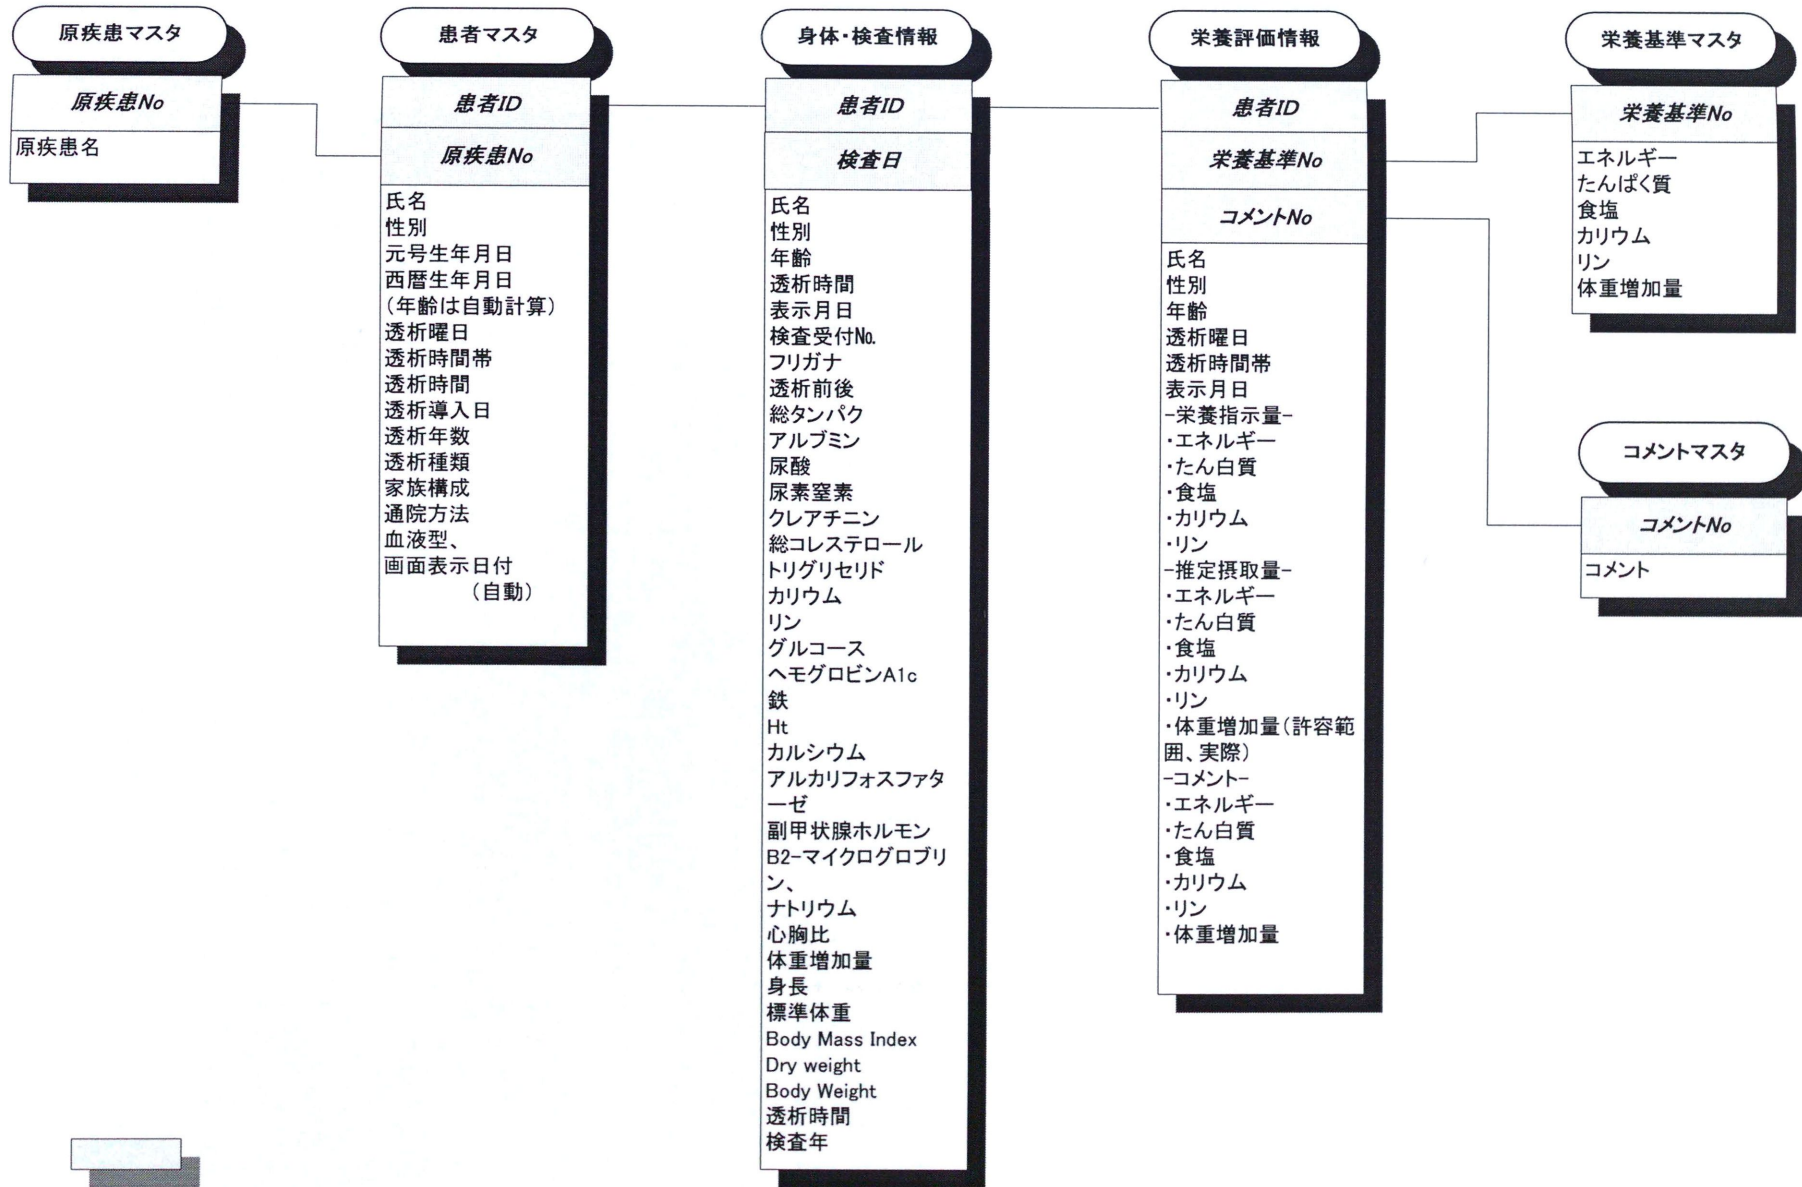 原疾患マスタ
原疾患No
原疾患名
患者マスタ
患者ID
原疾患No
氏名
性別
元号生年月日
西暦生年月日
(年齢は自動計算)
透析曜日
透析時間帯
透析時間
透析導入日
透析年数
透析種類
家族構成
通院方法
血液型、
画面表示日付
(自動)
身体・検査情報
患者ID
検査日
氏名
性別
年齢
透析時間
表示月日
検査受付№
フリガナ
透析前後
総タンパク
アルブミン
尿酸
尿素窒素
クレアチニン
総コレステロール
トリグリセリド
カリウム
リン
グルコース
ヘモグロビンA1c
鉄
Ht
カルシウム
アルカリフォスファタ
ーゼ
副甲状腺ホルモン
B2-マイクログロブリ
ン、
ナトリウム
心胸比
体重増加量
身長
標準体重
Body Mass Index
Dry weight
Body Weight
透析時間
検査年
栄養評価情報
患者ID
栄養基準No
コメントNo
氏名
性別
年齢
透析曜日
透析時間帯
表示月日
-栄養指示量-
・エネルギー
・たん白質
・食塩
・カリウム
・リン
-推定摂取量-
・エネルギー
・たん白質
・食塩
・カリウム
・リン
・体重増加量(許容範
囲、実際)
-コメント-
・エネルギー
・たん白質
・食塩
・カリウム
・リン
・体重増加量
栄養基準マスタ
栄養基準No
エネルギー
たんぱく質
食塩
カリウム
リン
体重増加量
コメントマスタ
コメントNo
コメント